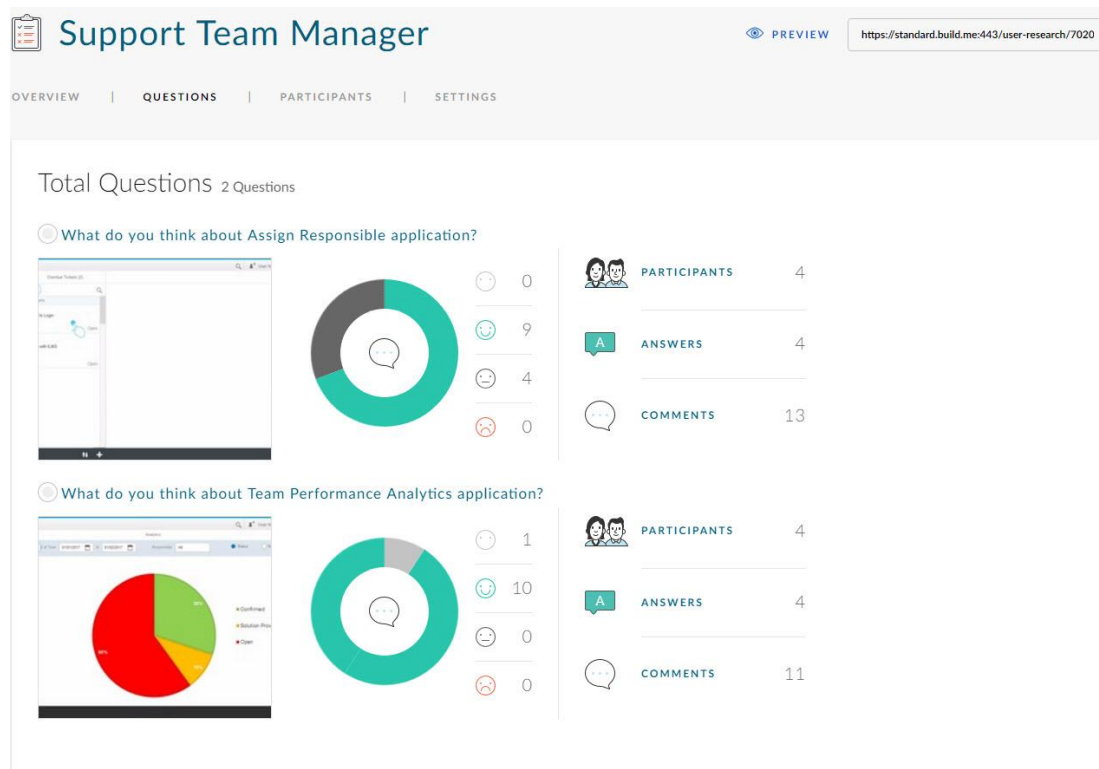 Support Team Manager
PREVIEW
https://standard.build.me:443/user-research/7020
OVERVIEW | QUESTIONS | PARTICIPANTS | SETTINGS
Total Questions 2 Questions
What do you think about Assign Responsible application?
Open
Open
0
9
4
0
PARTICIPANTS 4
A ANSWERS 4
COMMENTS 13
What do you think about Team Performance Analytics application?
Analytics
Confirmed
Open
1
10
0
0
PARTICIPANTS 4
A ANSWERS 4
COMMENTS 11